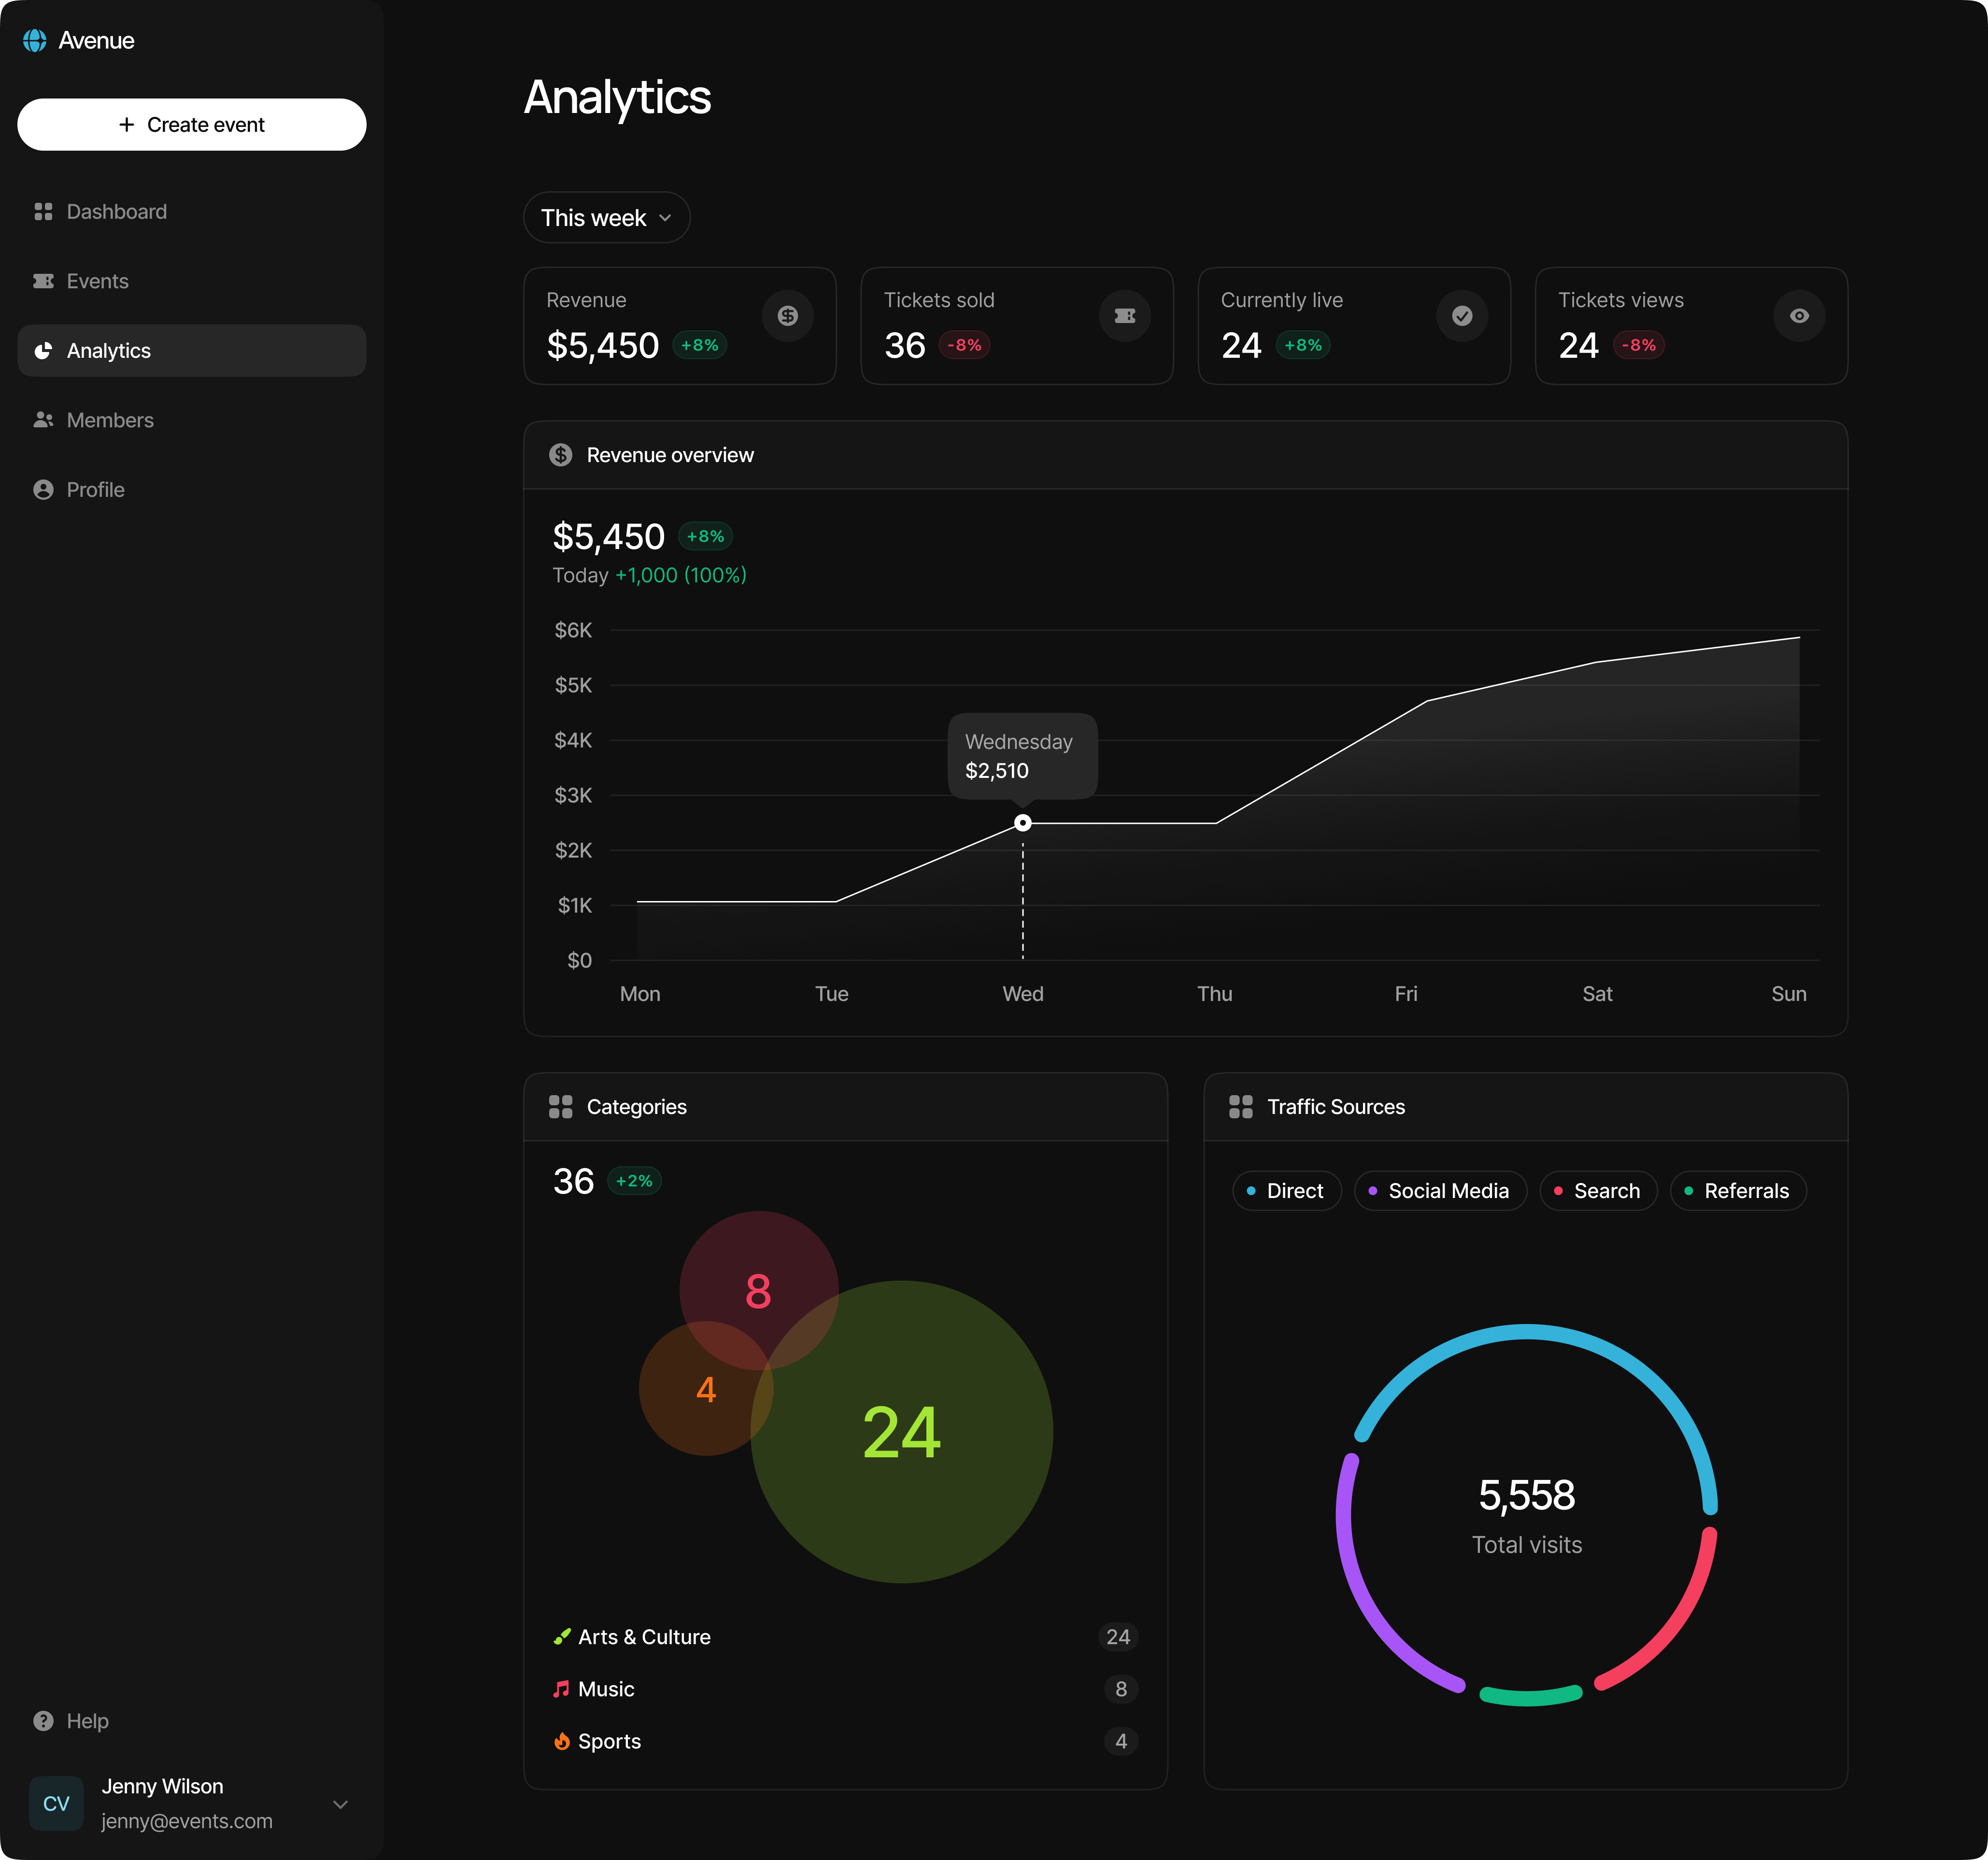 Avenue
Create event
Dashboard
Events
Analytics
Members
Profile
Help
CV
Jenny Wilson
jenny@events.com
Analytics
This week
Revenue
$5,450 +8%
Tickets sold
36 -8%
Currently live
24 +8%
Tickets views
24 -8%
Revenue overview
$5,450 +8%
Today +1,000 (100%)
$6K
$5K
$4K
$3K
$2K
$1K
$0
Wednesday
$2,510
Mon Tue Wed Thu Fri Sat Sun
Categories
36 +2%
8
4
24
Arts & Culture 24
Music 8
Sports 4
Traffic Sources
Direct Social Media Search Referrals
5,558
Total visits